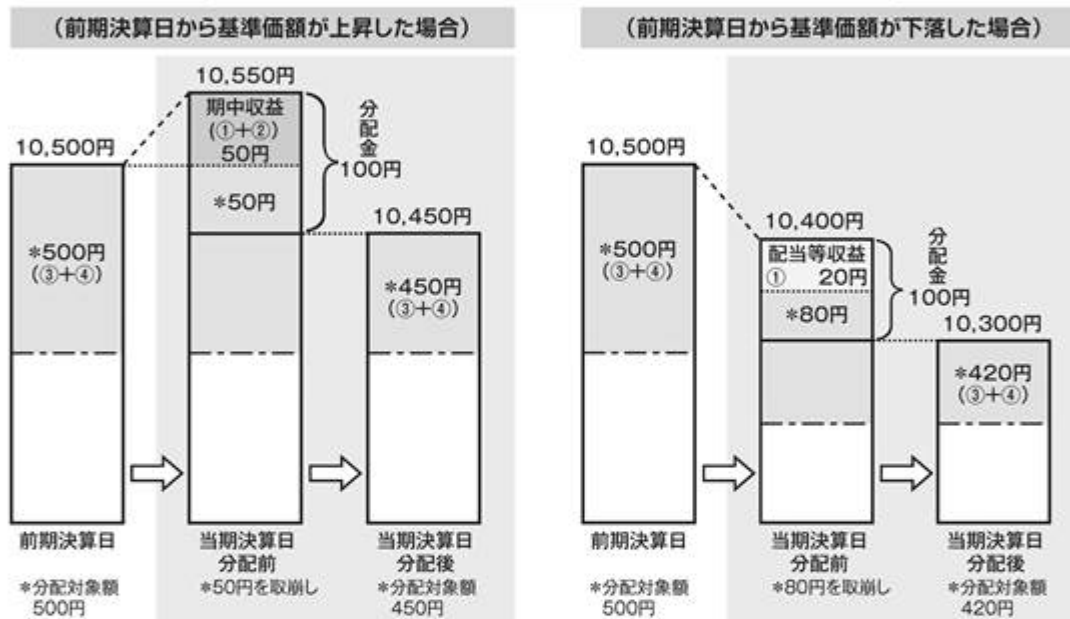 (前期決算日から基準価額が上昇した場合)
10,550円
期中収益
(①+②)
50円
*50円
分配金
100円
10,500円
*500円
(③+④)
10,450円
*450円
(③+④)
前期決算日
当期決算日
分配前
当期決算日
分配後
*分配対象額
500円
*50円を取崩し
*分配対象額
450円
(前期決算日から基準価額が下落した場合)
10,500円
*500円
(③+④)
10,400円
配当等収益
① 20円
*80円
分配金
100円
10,300円
*420円
(③+④)
前期決算日
当期決算日
分配前
当期決算日
分配後
*分配対象額
500円
*80円を取崩し
*分配対象額
420円